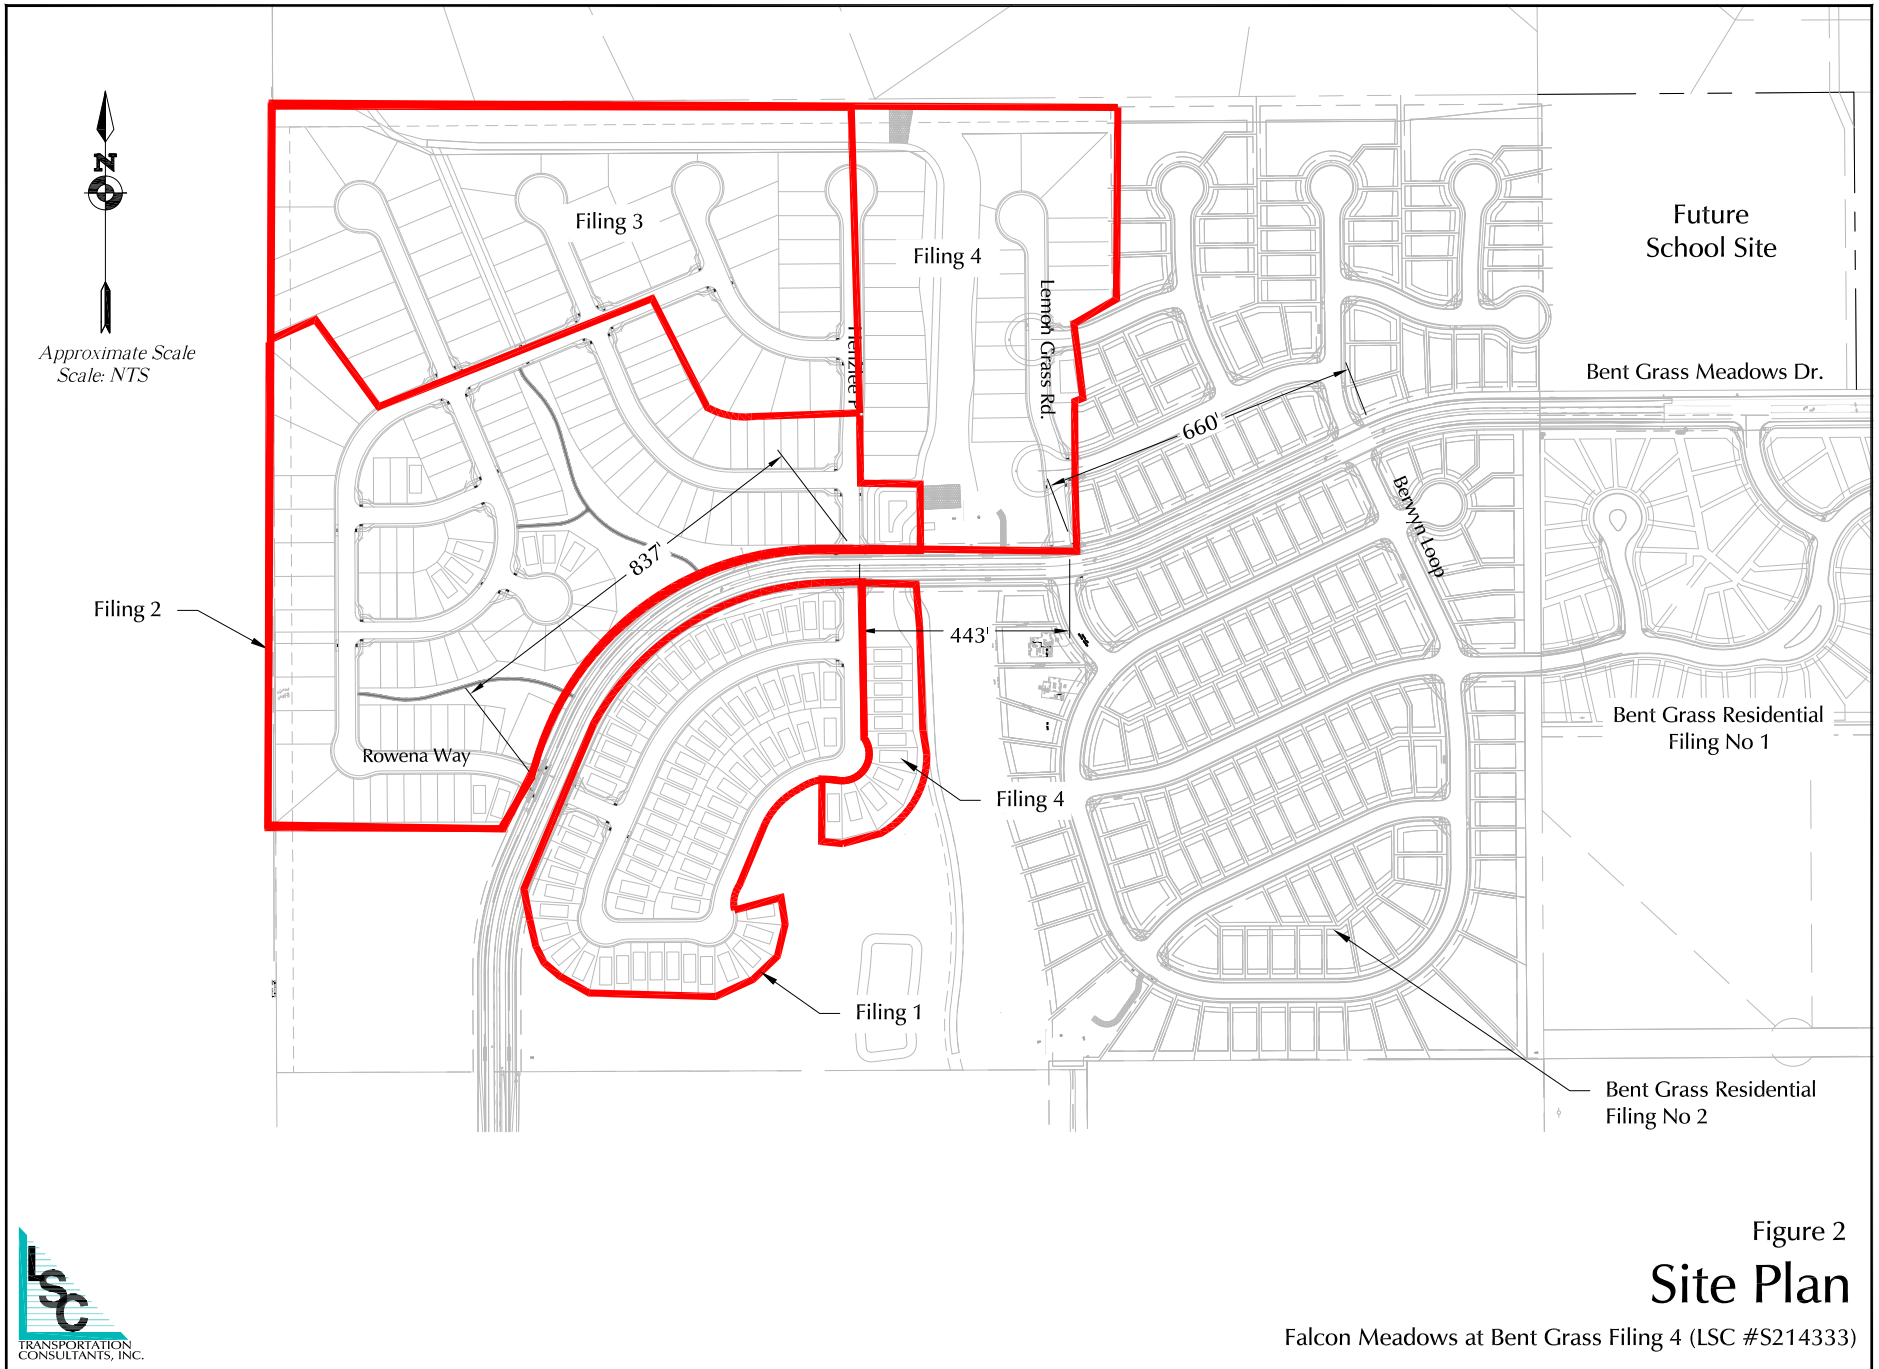 N
Approximate Scale
Scale: NTS
Filing 3
Filing 4
Lemon Grass Rd.
Future
School Site
Bent Grass Meadows Dr.
660'
837'
Berwyn Loop
Filing 2
443'
Rowena Way
Filing 4
Bent Grass Residential
Filing No 1
Filing 1
Bent Grass Residential
Filing No 2
Figure 2
Site Plan
Falcon Meadows at Bent Grass Filing 4 (LSC #S214333)
LSC
TRANSPORTATION
CONSULTANTS, INC.